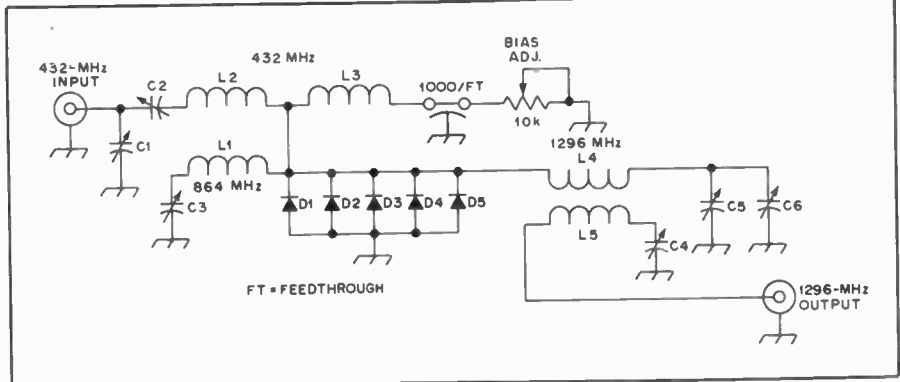 432-MHz
INPUT
C2
L2
432 MHz
L3
BIAS
ADJ.
1000/FT
10k
C1
L1
864 MHz
C3
D1
D2
D3
D4
D5
1296 MHz
L4
C5
C6
L5
C4
FT = FEEDTHROUGH
1296-MHz
OUTPUT